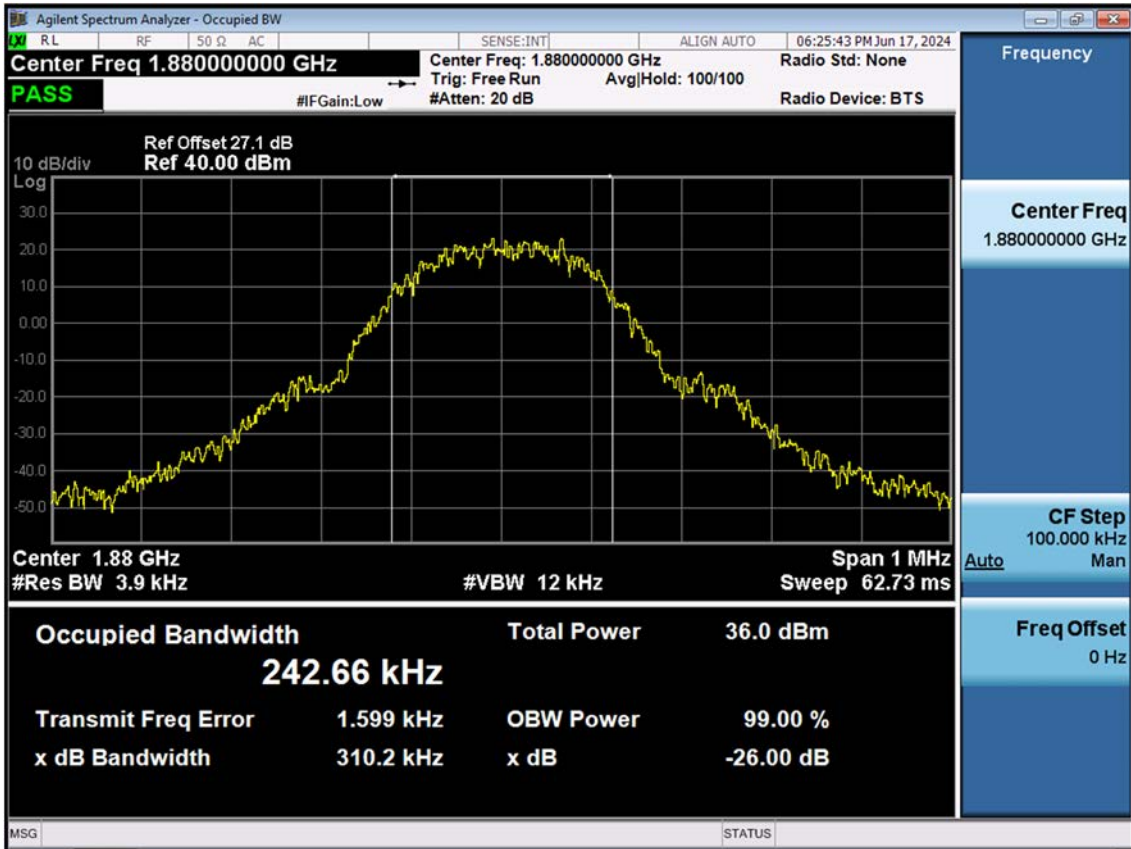 Agilent Spectrum Analyzer - Occupied BW
LXI RL RF 50 Ω AC SENSE:INT ALIGN AUTO 06:25:43 PM Jun 17, 2024
Center Freq 1.880000000 GHz
PASS
#IFGain:Low
Center Freq: 1.880000000 GHz
Trig: Free Run Avg|Hold: 100/100
#Atten: 20 dB
Radio Std: None
Radio Device: BTS
Ref Offset 27.1 dB
10 dB/div Ref 40.00 dBm
Log
30.0
20.0
10.0
0.00
-10.0
-20.0
-30.0
-40.0
-50.0
Center 1.88 GHz Span 1 MHz
#Res BW 3.9 kHz #VBW 12 kHz Sweep 62.73 ms
Occupied Bandwidth Total Power 36.0 dBm
242.66 kHz
Transmit Freq Error 1.599 kHz OBW Power 99.00 %
x dB Bandwidth 310.2 kHz x dB -26.00 dB
MSG STATUS
Frequency
Center Freq
1.880000000 GHz
CF Step
100.000 kHz
Auto Man
Freq Offset
0 Hz